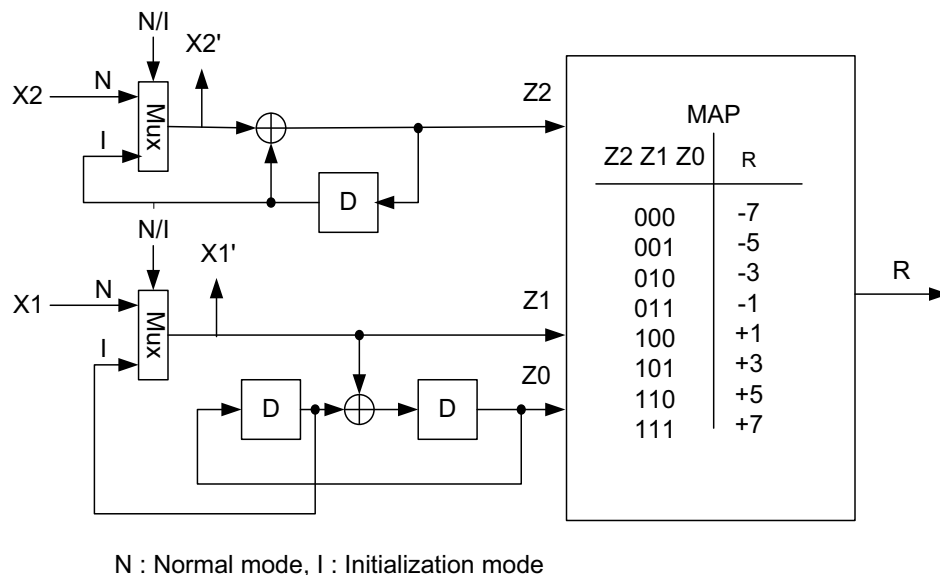 N/I
X2'
X2
N
Mux
I
Z2
D
N/I
X1'
X1
N
Mux
I
Z1
Z0
D
D
MAP
Z2 Z1 Z0 R
000 -7
001 -5
010 -3
011 -1
100 +1
101 +3
110 +5
111 +7
R
N : Normal mode, I : Initialization mode